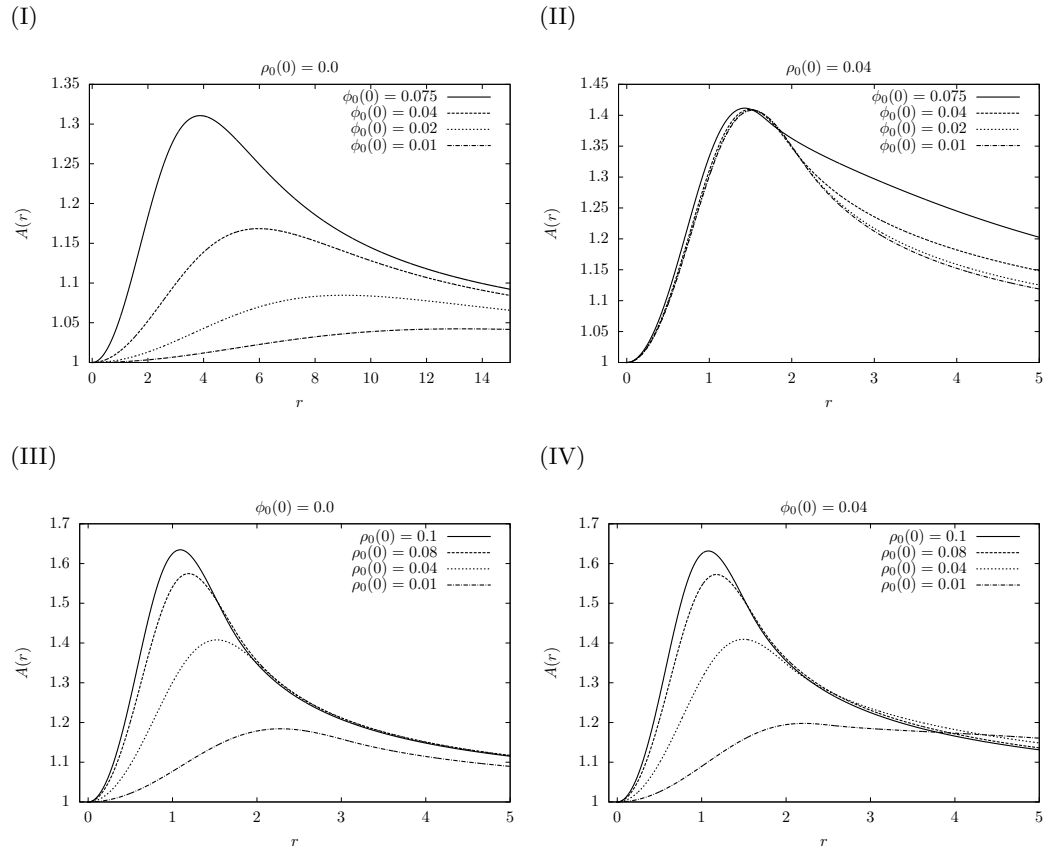 (I)
ρ₀(0) = 0.0
ϕ₀(0) = 0.075
ϕ₀(0) = 0.04
ϕ₀(0) = 0.02
ϕ₀(0) = 0.01
1.35
1.3
1.25
1.2
1.15
1.1
1.05
1
A(r)
0 2 4 6 8 10 12 14
r
(II)
ρ₀(0) = 0.04
ϕ₀(0) = 0.075
ϕ₀(0) = 0.04
ϕ₀(0) = 0.02
ϕ₀(0) = 0.01
1.45
1.4
1.35
1.3
1.25
1.2
1.15
1.1
1.05
1
A(r)
0 1 2 3 4 5
r
(III)
ϕ₀(0) = 0.0
ρ₀(0) = 0.1
ρ₀(0) = 0.08
ρ₀(0) = 0.04
ρ₀(0) = 0.01
1.7
1.6
1.5
1.4
1.3
1.2
1.1
1
A(r)
0 1 2 3 4 5
r
(IV)
ϕ₀(0) = 0.04
ρ₀(0) = 0.1
ρ₀(0) = 0.08
ρ₀(0) = 0.04
ρ₀(0) = 0.01
1.7
1.6
1.5
1.4
1.3
1.2
1.1
1
A(r)
0 1 2 3 4 5
r